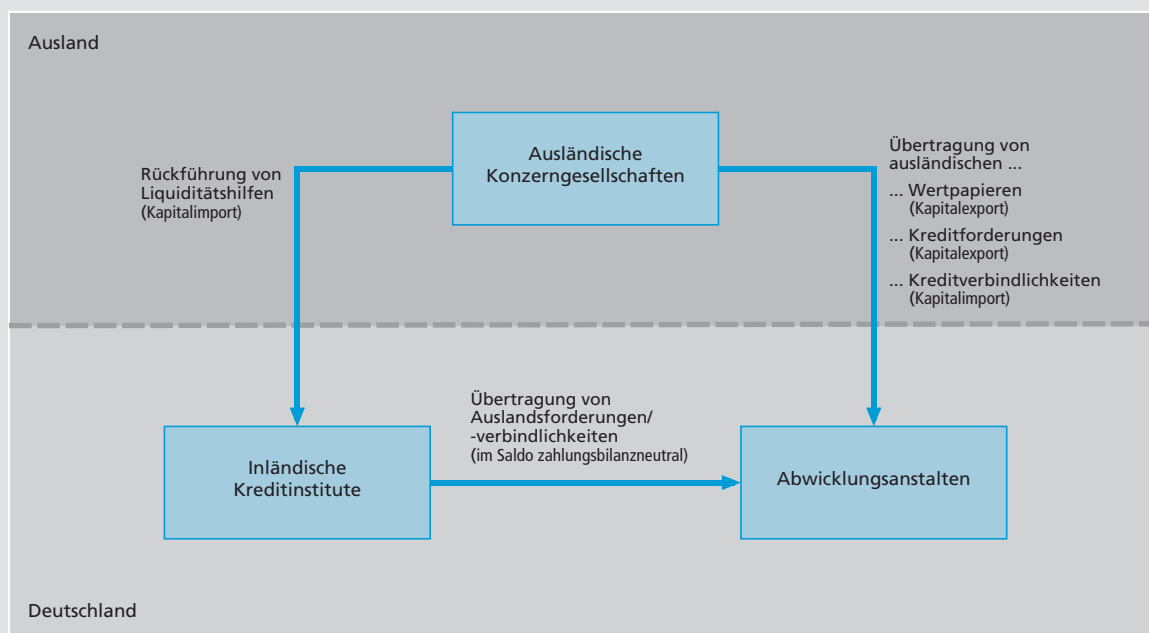 Ausland
Ausländische
Konzerngesellschaften
Rückführung von
Liquiditätshilfen
(Kapitalimport)
Übertragung von
ausländischen ...
... Wertpapieren
(Kapitalexport)
... Kreditforderungen
(Kapitalexport)
... Kreditverbindlichkeiten
(Kapitalimport)
Übertragung von
Auslandsforderungen/
-verbindlichkeiten
(im Saldo zahlungsbilanzneutral)
Inländische
Kreditinstitute
Abwicklungsanstalten
Deutschland